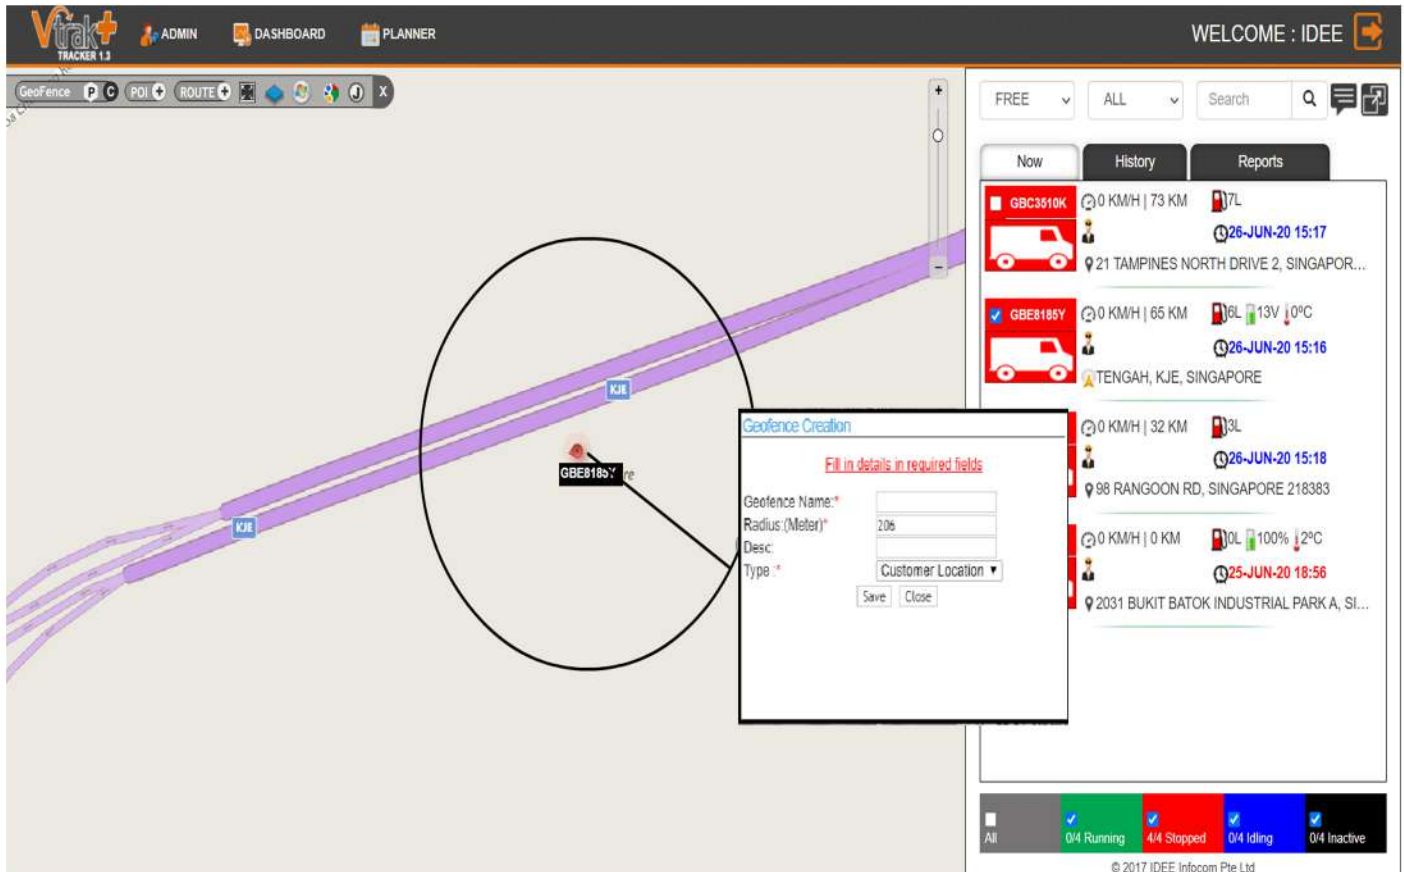 Vtrak+
TRACKER 1.3
ADMIN
DASHBOARD
PLANNER
WELCOME : IDEE
GeoFence P C POI + ROUTE + J X
+
−
KJE
KJE
GBE8185Y
re
Geofence Creation
Fill in details in required fields
Geofence Name:*
Radius:(Meter)* 206
Desc:
Type :* Customer Location ▼
Save Close
FREE ALL Search
Now History Reports
GBC3510K 0 KM/H | 73 KM 7L
26-JUN-20 15:17
21 TAMPINES NORTH DRIVE 2, SINGAPOR...
GBE8185Y 0 KM/H | 65 KM 6L 13V 0ºC
26-JUN-20 15:16
TENGAH, KJE, SINGAPORE
0 KM/H | 32 KM 3L
26-JUN-20 15:18
98 RANGOON RD, SINGAPORE 218383
0 KM/H | 0 KM 0L 100% 2ºC
25-JUN-20 18:56
2031 BUKIT BATOK INDUSTRIAL PARK A, SI...
All 0/4 Running 4/4 Stopped 0/4 Idling 0/4 Inactive
© 2017 IDEE Infocom Pte Ltd